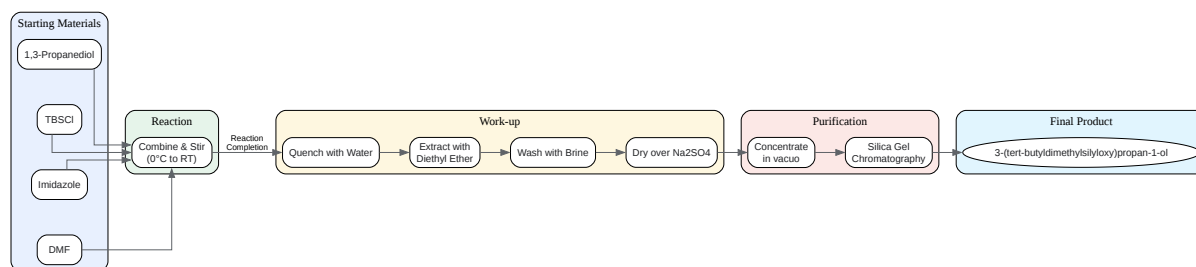 Starting Materials
1,3-Propanediol
TBSCl
Imidazole
DMF
Reaction
Combine & Stir
(0°C to RT)
Reaction
Completion
Work-up
Quench with Water
Extract with
Diethyl Ether
Wash with Brine
Dry over Na2SO4
Purification
Concentrate
in vacuo
Silica Gel
Chromatography
Final Product
3-(tert-butyldimethylsilyloxy)propan-1-ol